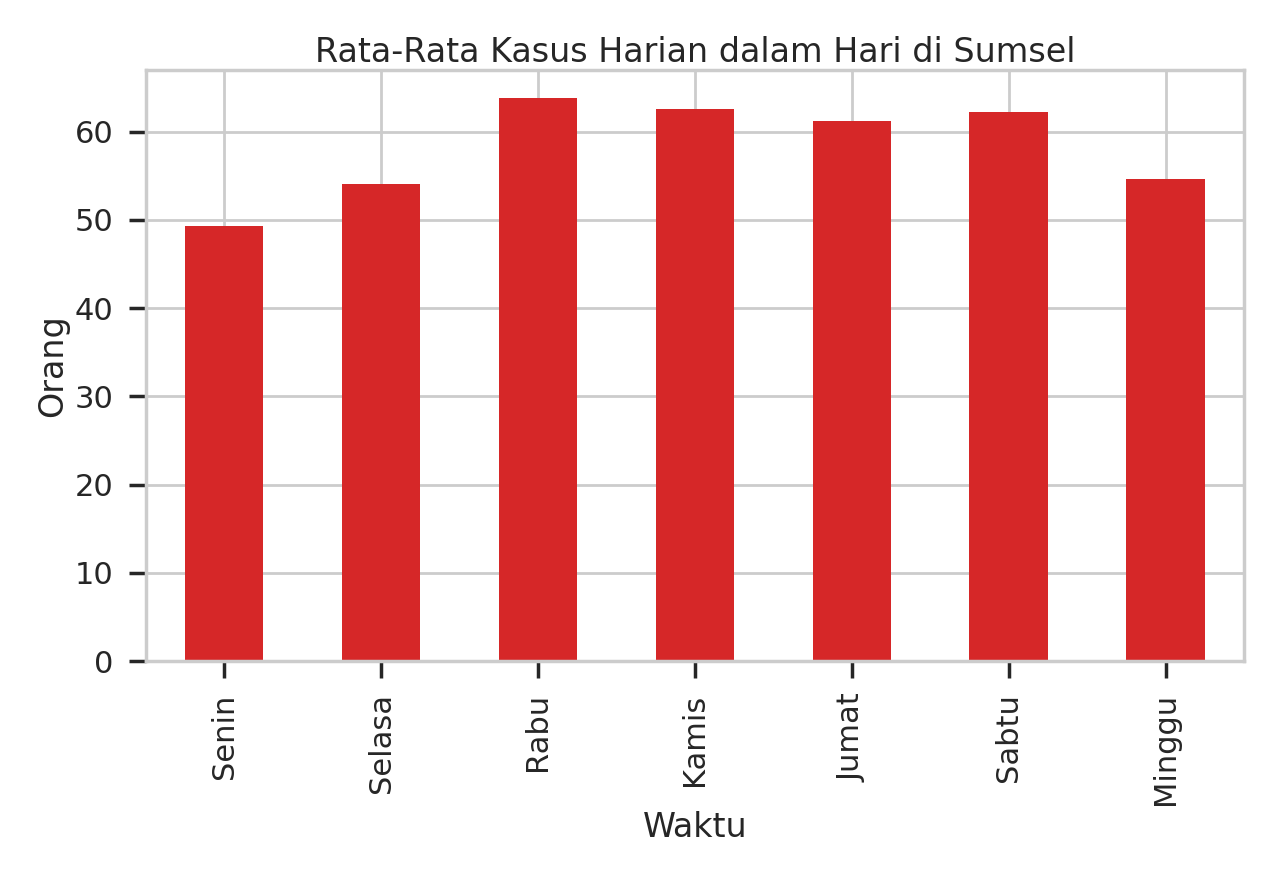 Rata-Rata Kasus Harian dalam Hari di Sumsel
Orang
60
50
40
30
20
10
0
Senin
Selasa
Rabu
Kamis
Jumat
Sabtu
Minggu
Waktu